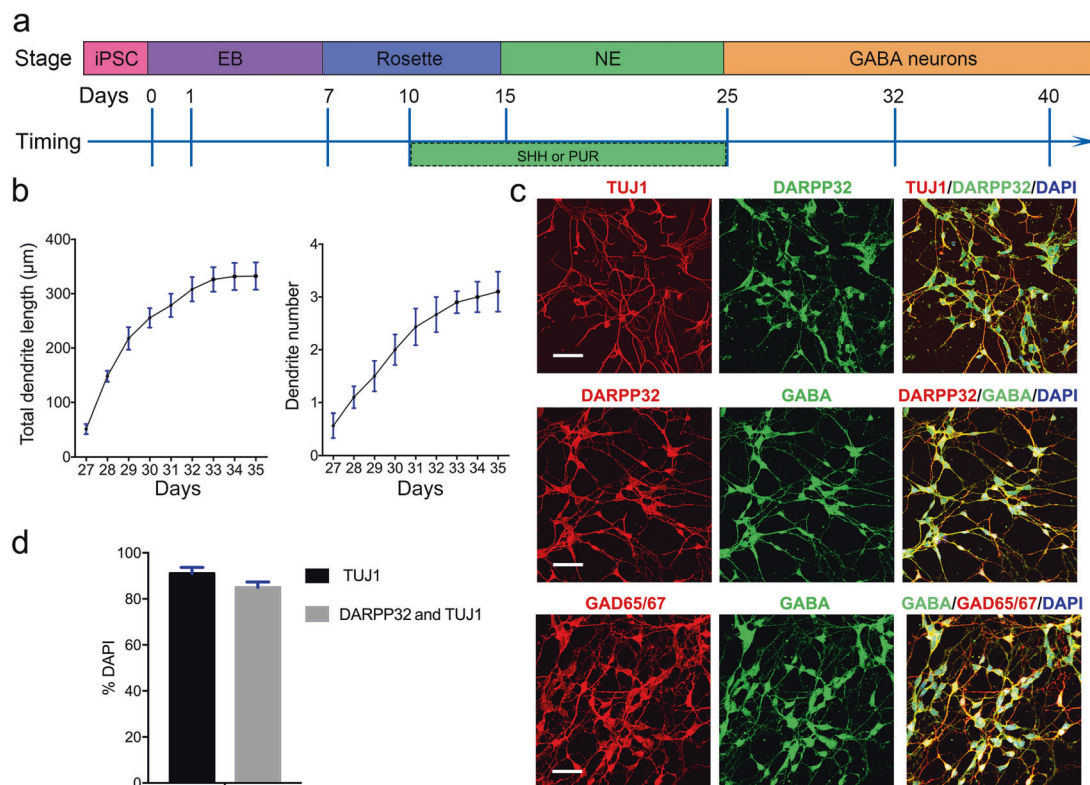 a
Stage iPSC EB Rosette NE GABA neurons
Days 0 1 7 10 15 25 32 40
Timing
SHH or PUR
b
Total dendrite length (µm)
400
300
200
100
0
27 28 29 30 31 32 33 34 35
Days
Dendrite number
4
3
2
1
0
27 28 29 30 31 32 33 34 35
Days
c
TUJ1 DARPP32 TUJ1/DARPP32/DAPI
DARPP32 GABA DARPP32/GABA/DAPI
GAD65/67 GABA GABA/GAD65/67/DAPI
d
% DAPI
100
80
60
40
20
0
TUJ1
DARPP32 and TUJ1